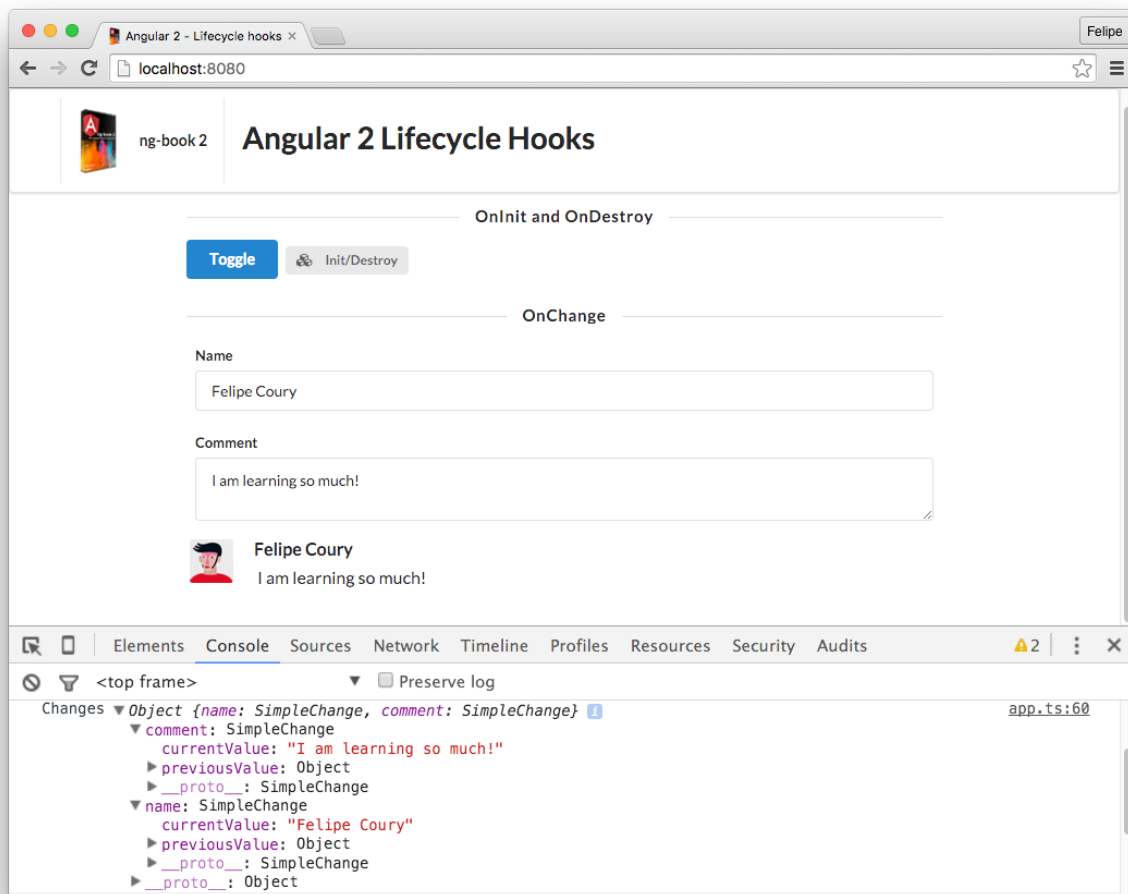 Angular 2 - Lifecycle hooks ×
Felipe
localhost:8080
ng-book 2
Angular 2 Lifecycle Hooks
OnInit and OnDestroy
Toggle
Init/Destroy
OnChange
Name
Felipe Coury
Comment
I am learning so much!
Felipe Coury
I am learning so much!
Elements Console Sources Network Timeline Profiles Resources Security Audits 2
<top frame> Preserve log
Changes Object {name: SimpleChange, comment: SimpleChange} i app.ts:60
comment: SimpleChange
currentValue: "I am learning so much!"
previousValue: Object
__proto__: SimpleChange
name: SimpleChange
currentValue: "Felipe Coury"
previousValue: Object
__proto__: SimpleChange
__proto__: Object